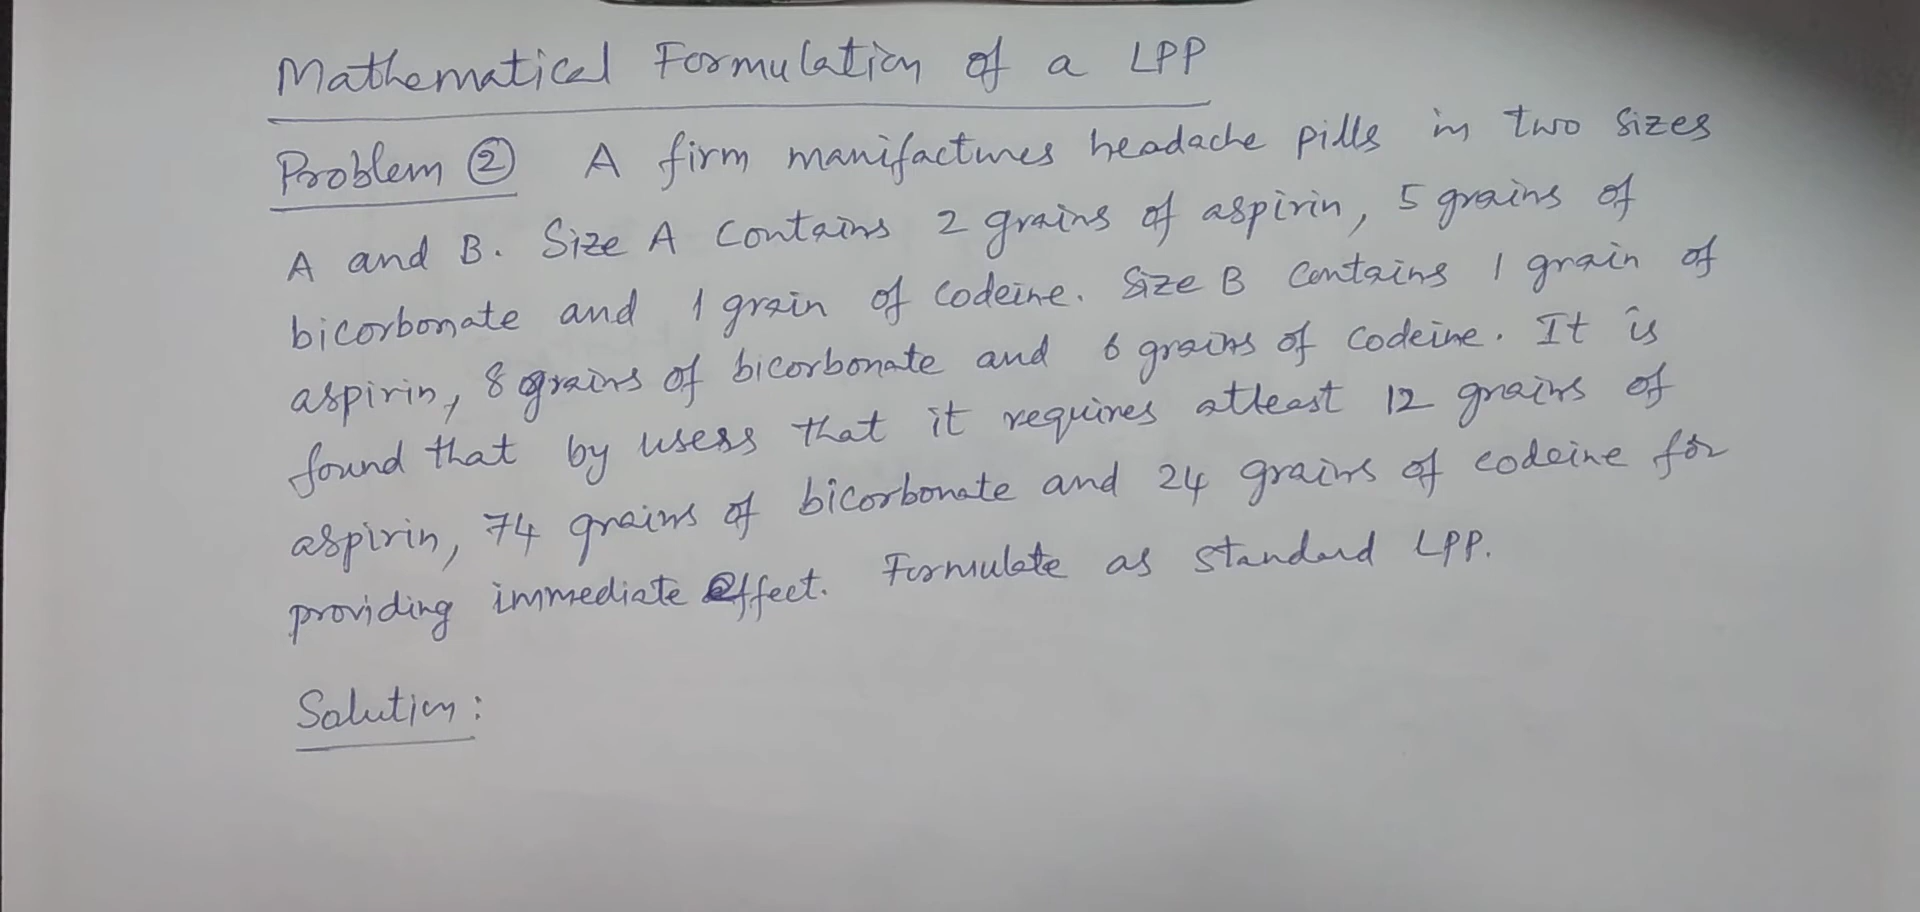 Mathematical Formulation of a LPP
Problem ② A firm manifactures headache pills in two sizes
A and B. Size A contains 2 grains of aspirin, 5 grains of
bicorbonate and 1 grain of codeine. Size B contains 1 grain of
aspirin, 8 grains of bicorbonate and 6 grains of codeine. It is
found that by usess that it requires atleast 12 grains of
aspirin, 74 grains of bicorbonate and 24 grains of codeine for
providing immediate effect. Formulate as standard LPP.
Solution: